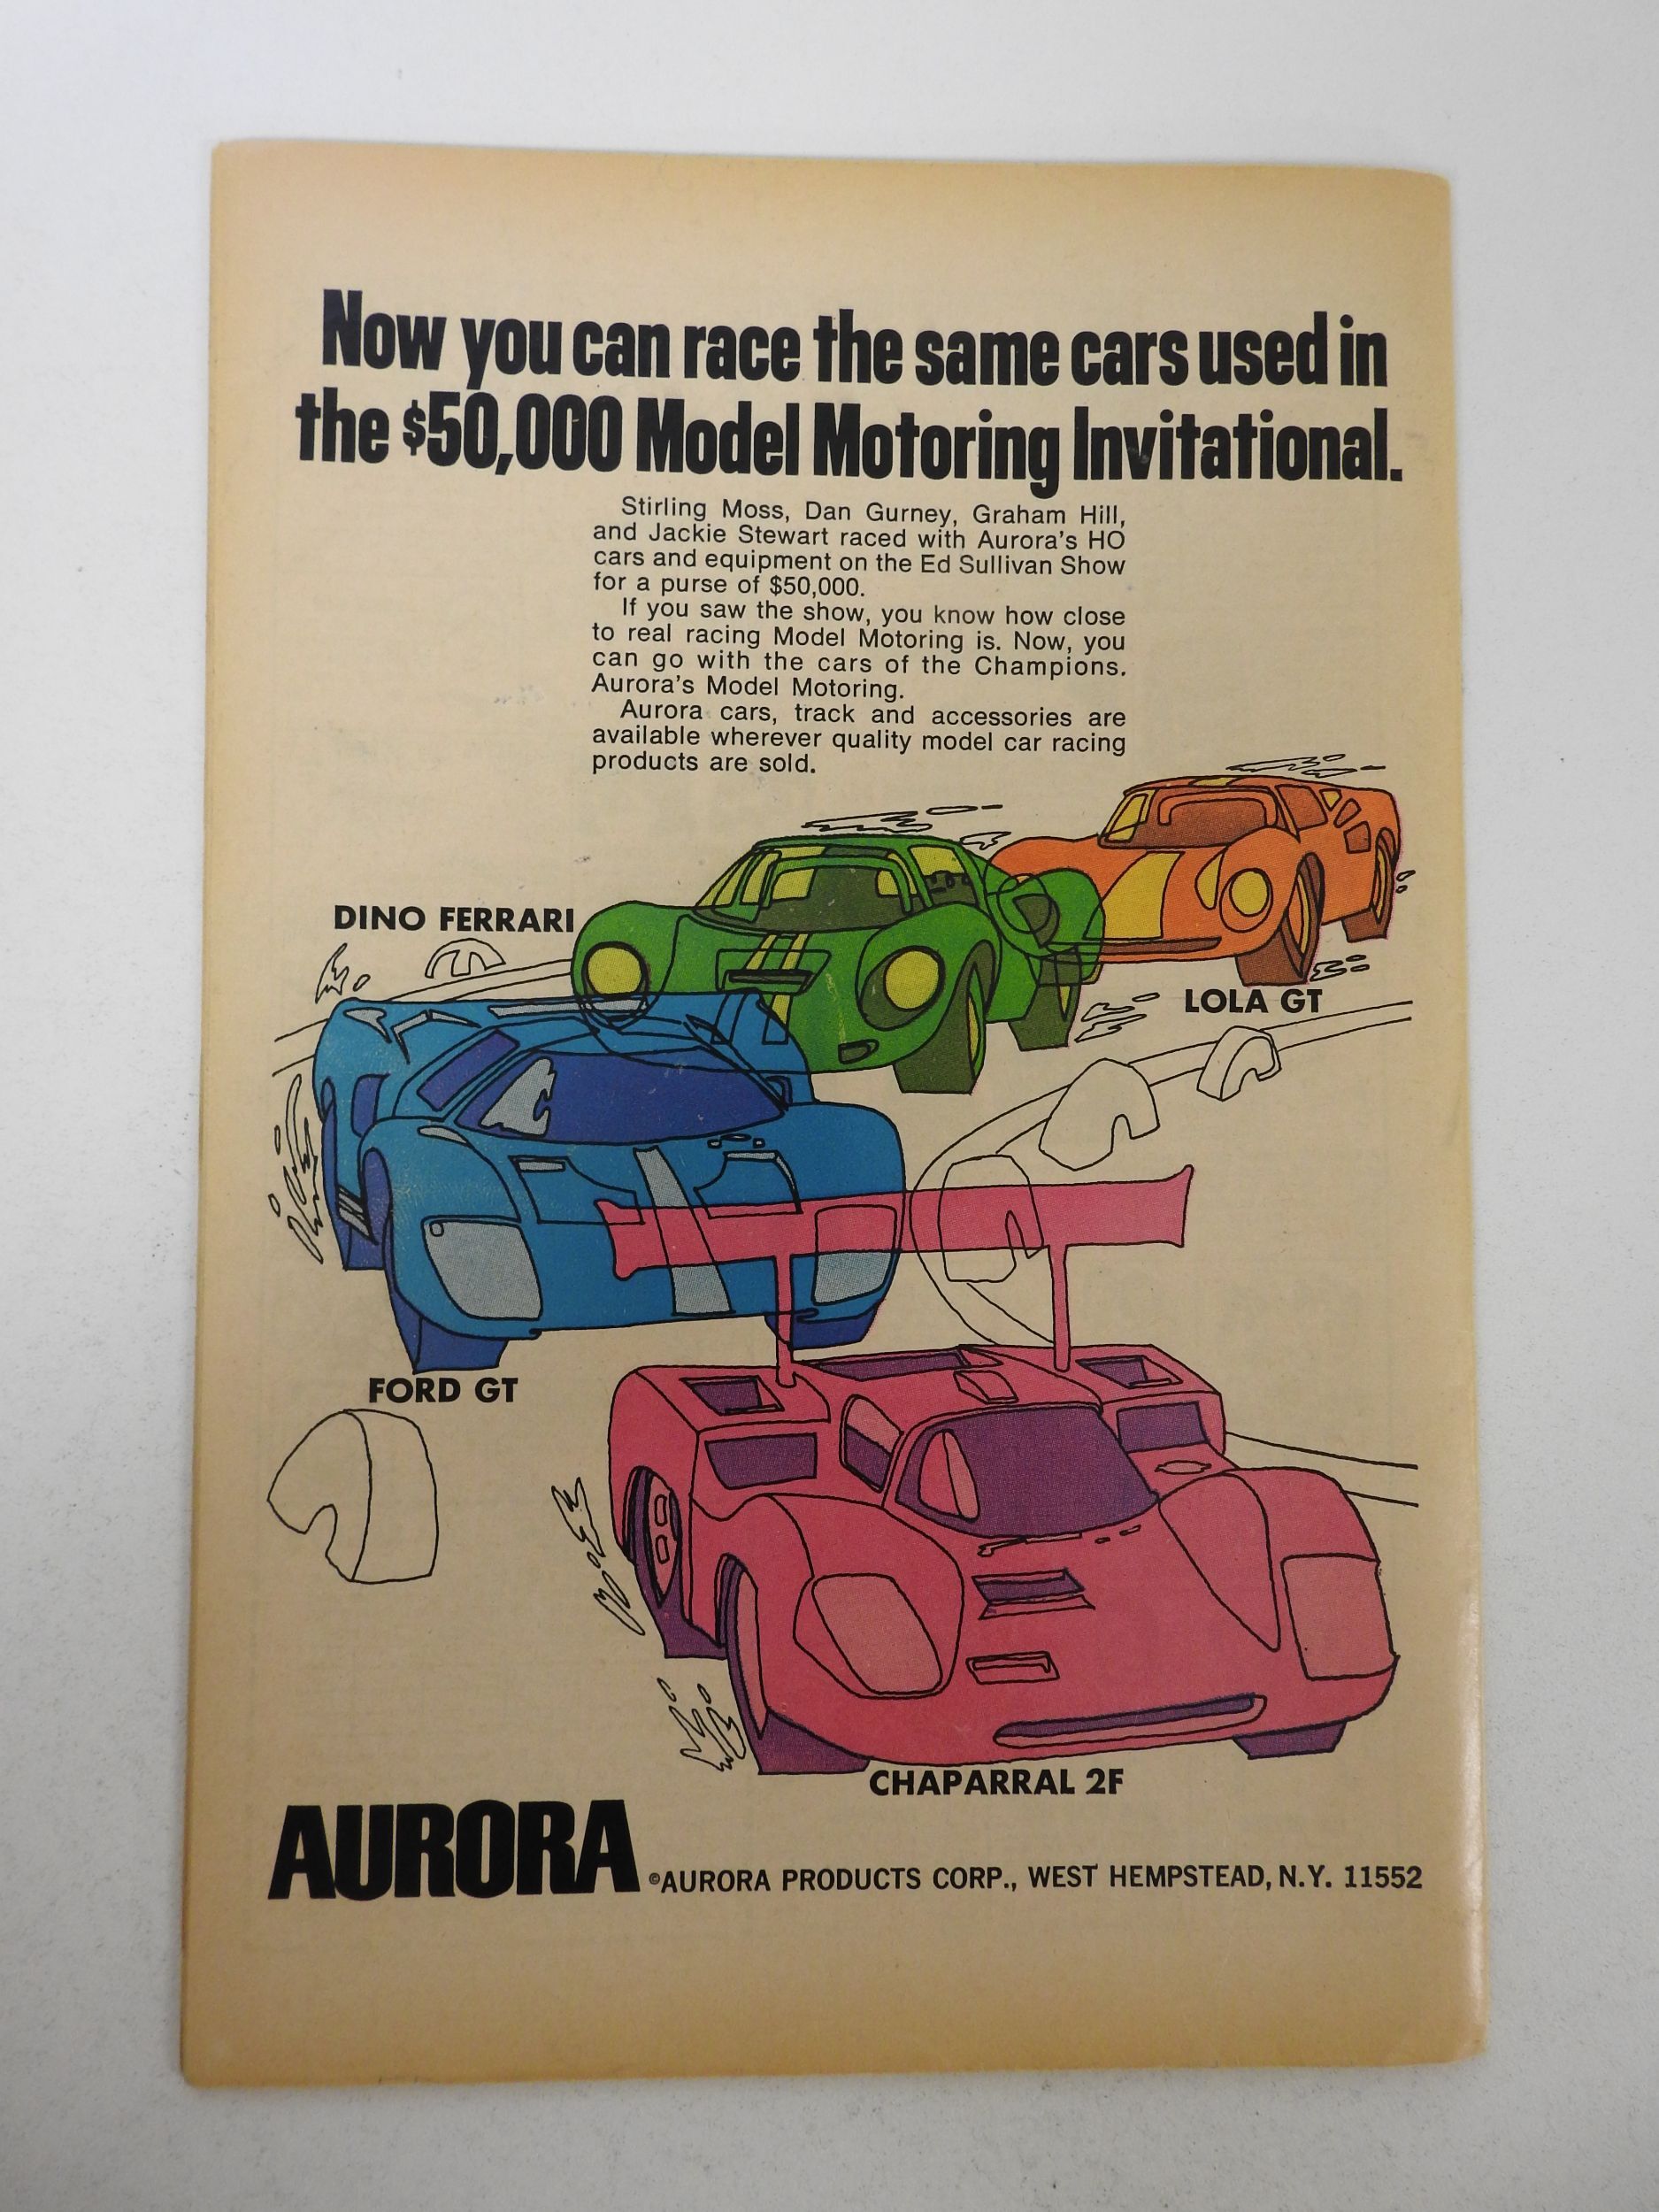 Now you can race the same cars used in
the $50,000 Model Motoring Invitational.
Stirling Moss, Dan Gurney, Graham Hill,
and Jackie Stewart raced with Aurora's HO
cars and equipment on the Ed Sullivan Show
for a purse of $50,000.
If you saw the show, you know how close
to real racing Model Motoring is. Now, you
can go with the cars of the Champions.
Aurora's Model Motoring.
Aurora cars, track and accessories are
available wherever quality model car racing
products are sold.
DINO FERRARI
LOLA GT
FORD GT
CHAPARRAL 2F
AURORA
©AURORA PRODUCTS CORP., WEST HEMPSTEAD, N.Y. 11552